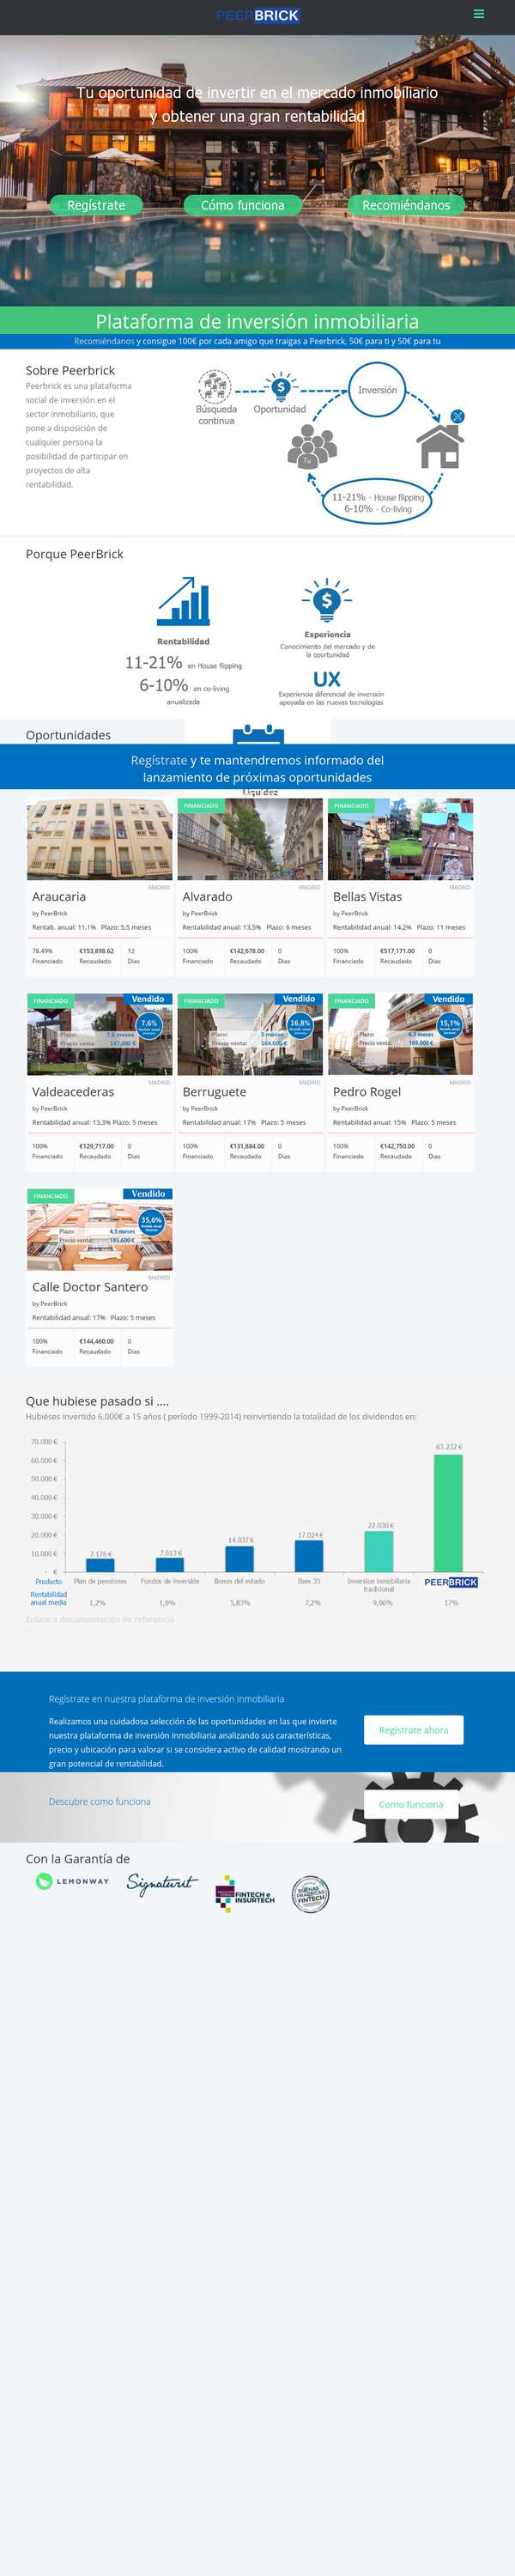 PEERBRICK
Tu oportunidad de invertir en el mercado inmobiliario
y obtener una gran rentabilidad
Regístrate
Cómo funciona
Recomiéndanos
Plataforma de inversión inmobiliaria
Recomiéndanos y consigue 100€ por cada amigo que traigas a Peerbrick, 50€ para ti y 50€ para tu
Sobre Peerbrick
Peerbrick es una plataforma
social de inversión en el
sector inmobiliario, que
pone a disposición de
cualquier persona la
posibilidad de participar en
proyectos de alta
rentabilidad.
Búsqueda
continua
Oportunidad
Inversión
Tu
11-21% - House flipping
6-10% - Co-living
Porque PeerBrick
Rentabilidad
11-21% en House flipping
6-10% en co-living
anualizada
Experiencia
Conocimiento del mercado y de
la oportunidad
UX
Experiencia diferencial de inversión
apoyada en las nuevas tecnologías
Oportunidades
Regístrate y te mantendremos informado del
lanzamiento de próximas oportunidades
Liquidez
MADRID
Araucaria
by PeerBrick
Rentab. anual: 11,1% Plazo: 5,5 meses
78.49% €153,898.62 12
Financiado Recaudado Dias
FINANCIADO
MADRID
Alvarado
by PeerBrick
Rentabilidad anual: 13,5% Plazo: 6 meses
100% €142,678.00 0
Financiado Recaudado Dias
FINANCIADO
MADRID
Bellas Vistas
by PeerBrick
Rentabilidad anual: 14,2% Plazo: 11 meses
100% €517,171.00 0
Financiado Recaudado Dias
FINANCIADO
Vendido
7,6%
Plazo: 7,5 meses
Precio venta: 147.000 €
MADRID
Valdeacederas
by PeerBrick
Rentabilidad anual: 13,3% Plazo: 5 meses
100% €129,717.00 0
Financiado Recaudado Dias
FINANCIADO
Vendido
16,8%
Plazo: 5 meses
Precio venta: 164.000 €
MADRID
Berruguete
by PeerBrick
Rentabilidad anual: 17% Plazo: 5 meses
100% €131,884.00 0
Financiado Recaudado Dias
FINANCIADO
Vendido
15,1%
Plazo: 6,5 meses
Precio venta: 169.000 €
MADRID
Pedro Rogel
by PeerBrick
Rentabilidad anual: 15% Plazo: 5 meses
100% €142,750.00 0
Financiado Recaudado Dias
FINANCIADO
Vendido
35,6%
Plazo: 4,5 meses
Precio venta: 185.600 €
MADRID
Calle Doctor Santero
by PeerBrick
Rentabilidad anual: 17% Plazo: 5 meses
100% €144,460.00 0
Financiado Recaudado Dias
Que hubiese pasado si ....
Hubiéses invertido 6.000€ a 15 años ( período 1999-2014) reinvirtiendo la totalidad de los dividendos en:
70.000 €
60.000 €
50.000 €
40.000 €
30.000 €
20.000 €
10.000 €
- €
7.176 €
7.613 €
14.037 €
17.024 €
22.030 €
63.232 €
Producto
Plan de pensiones
Fondos de inversión
Bonos del estado
Ibex 35
Inversion inmobiliaria
tradicional
PEERBRICK
Rentabilidad
anual media
1,2% 1,6% 5,83% 7,2% 9,06% 17%
Enlace a documentación de referencia
Regístrate en nuestra plataforma de inversión inmobiliaria
Realizamos una cuidadosa selección de las oportunidades en las que invierte
nuestra plataforma de inversión inmobiliaria analizando sus características,
precio y ubicación para valorar si se considera activo de calidad mostrando un
gran potencial de rentabilidad.
Regístrate ahora
Descubre como funciona
Como funciona
Con la Garantía de
LEMONWAY
Signaturit
FINTECH e
INSURTECH
BUENAS
PRÁCTICAS
FINTECH